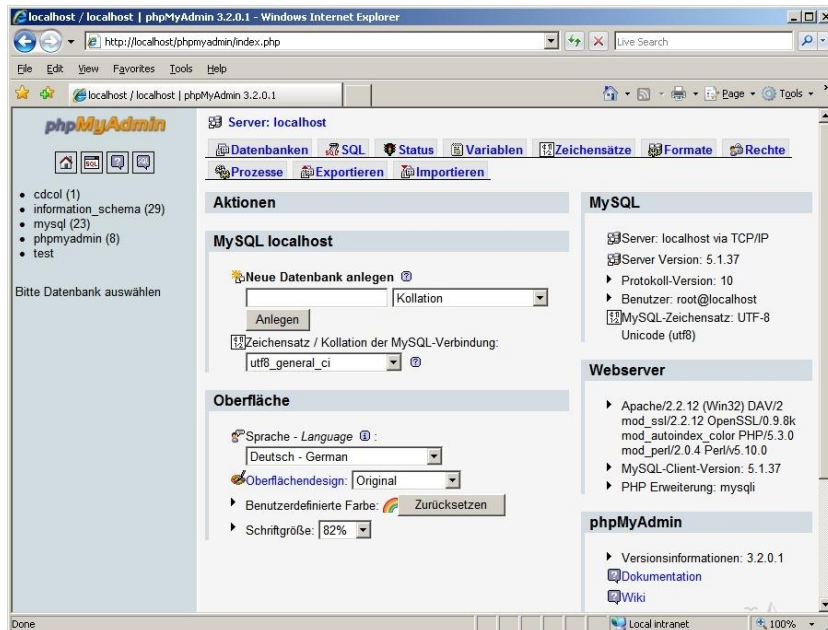 localhost / localhost | phpMyAdmin 3.2.0.1 - Windows Internet Explorer
http://localhost/phpmyadmin/index.php
Live Search
File Edit View Favorites Tools Help
localhost / localhost | phpMyAdmin 3.2.0.1
Page Tools
phpMyAdmin
SQL
cdcol (1)
information_schema (29)
mysql (23)
phpmyadmin (8)
test
Bitte Datenbank auswählen
Server: localhost
Datenbanken SQL Status Variablen Zeichensätze Formate Rechte
Prozesse Exportieren Importieren
Aktionen
MySQL localhost
Neue Datenbank anlegen
Kollation
Anlegen
Zeichensatz / Kollation der MySQL-Verbindung:
utf8_general_ci
Oberfläche
Sprache - Language :
Deutsch - German
Oberflächendesign: Original
Benutzerdefinierte Farbe: Zurücksetzen
Schriftgröße: 82%
MySQL
Server: localhost via TCP/IP
Server Version: 5.1.37
Protokoll-Version: 10
Benutzer: root@localhost
MySQL-Zeichensatz: UTF-8
Unicode (utf8)
Webserver
Apache/2.2.12 (Win32) DAV/2
mod_ssl/2.2.12 OpenSSL/0.9.8k
mod_autoindex_color PHP/5.3.0
mod_perl/2.0.4 Perl/v5.10.0
MySQL-Client-Version: 5.1.37
PHP Erweiterung: mysqli
phpMyAdmin
Versionsinformationen: 3.2.0.1
Dokumentation
Wiki
Done
Local intranet
100%